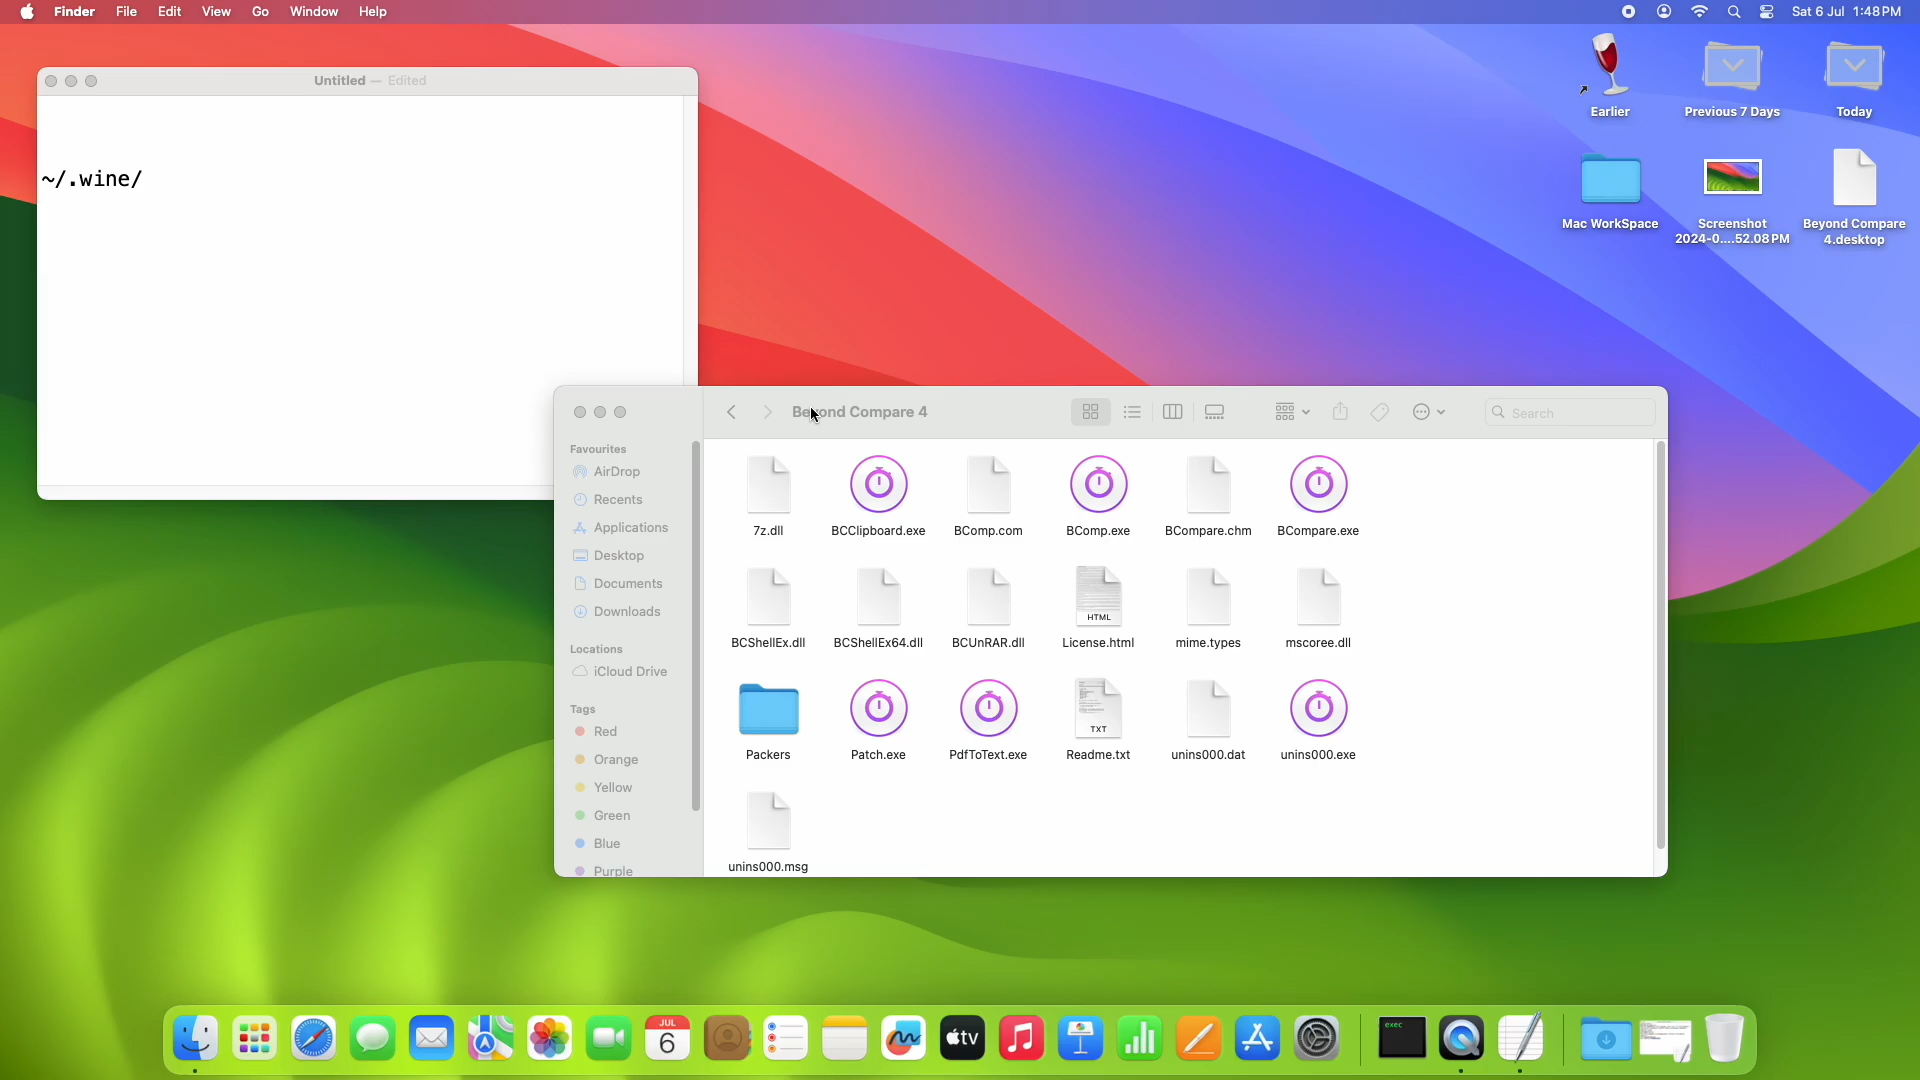 Finder File Edit View Go Window Help
Sat 6 Jul 1:48 PM
Untitled — Edited
~/.wine/
Earlier
Previous 7 Days
Today
Mac WorkSpace
Screenshot
2024-0....52.08 PM
Beyond Compare
4.desktop
Beyond Compare 4
Search
Favourites
AirDrop
Recents
Applications
Desktop
Documents
Downloads
Locations
iCloud Drive
Tags
Red
Orange
Yellow
Green
Blue
Purple
7z.dll
BCClipboard.exe
BComp.com
BComp.exe
BCompare.chm
BCompare.exe
BCShellEx.dll
BCShellEx64.dll
BCUnRAR.dll
HTML
License.html
mime.types
mscoree.dll
Packers
Patch.exe
PdfToText.exe
TXT
Readme.txt
unins000.dat
unins000.exe
unins000.msg
JUL
6
tv
exec